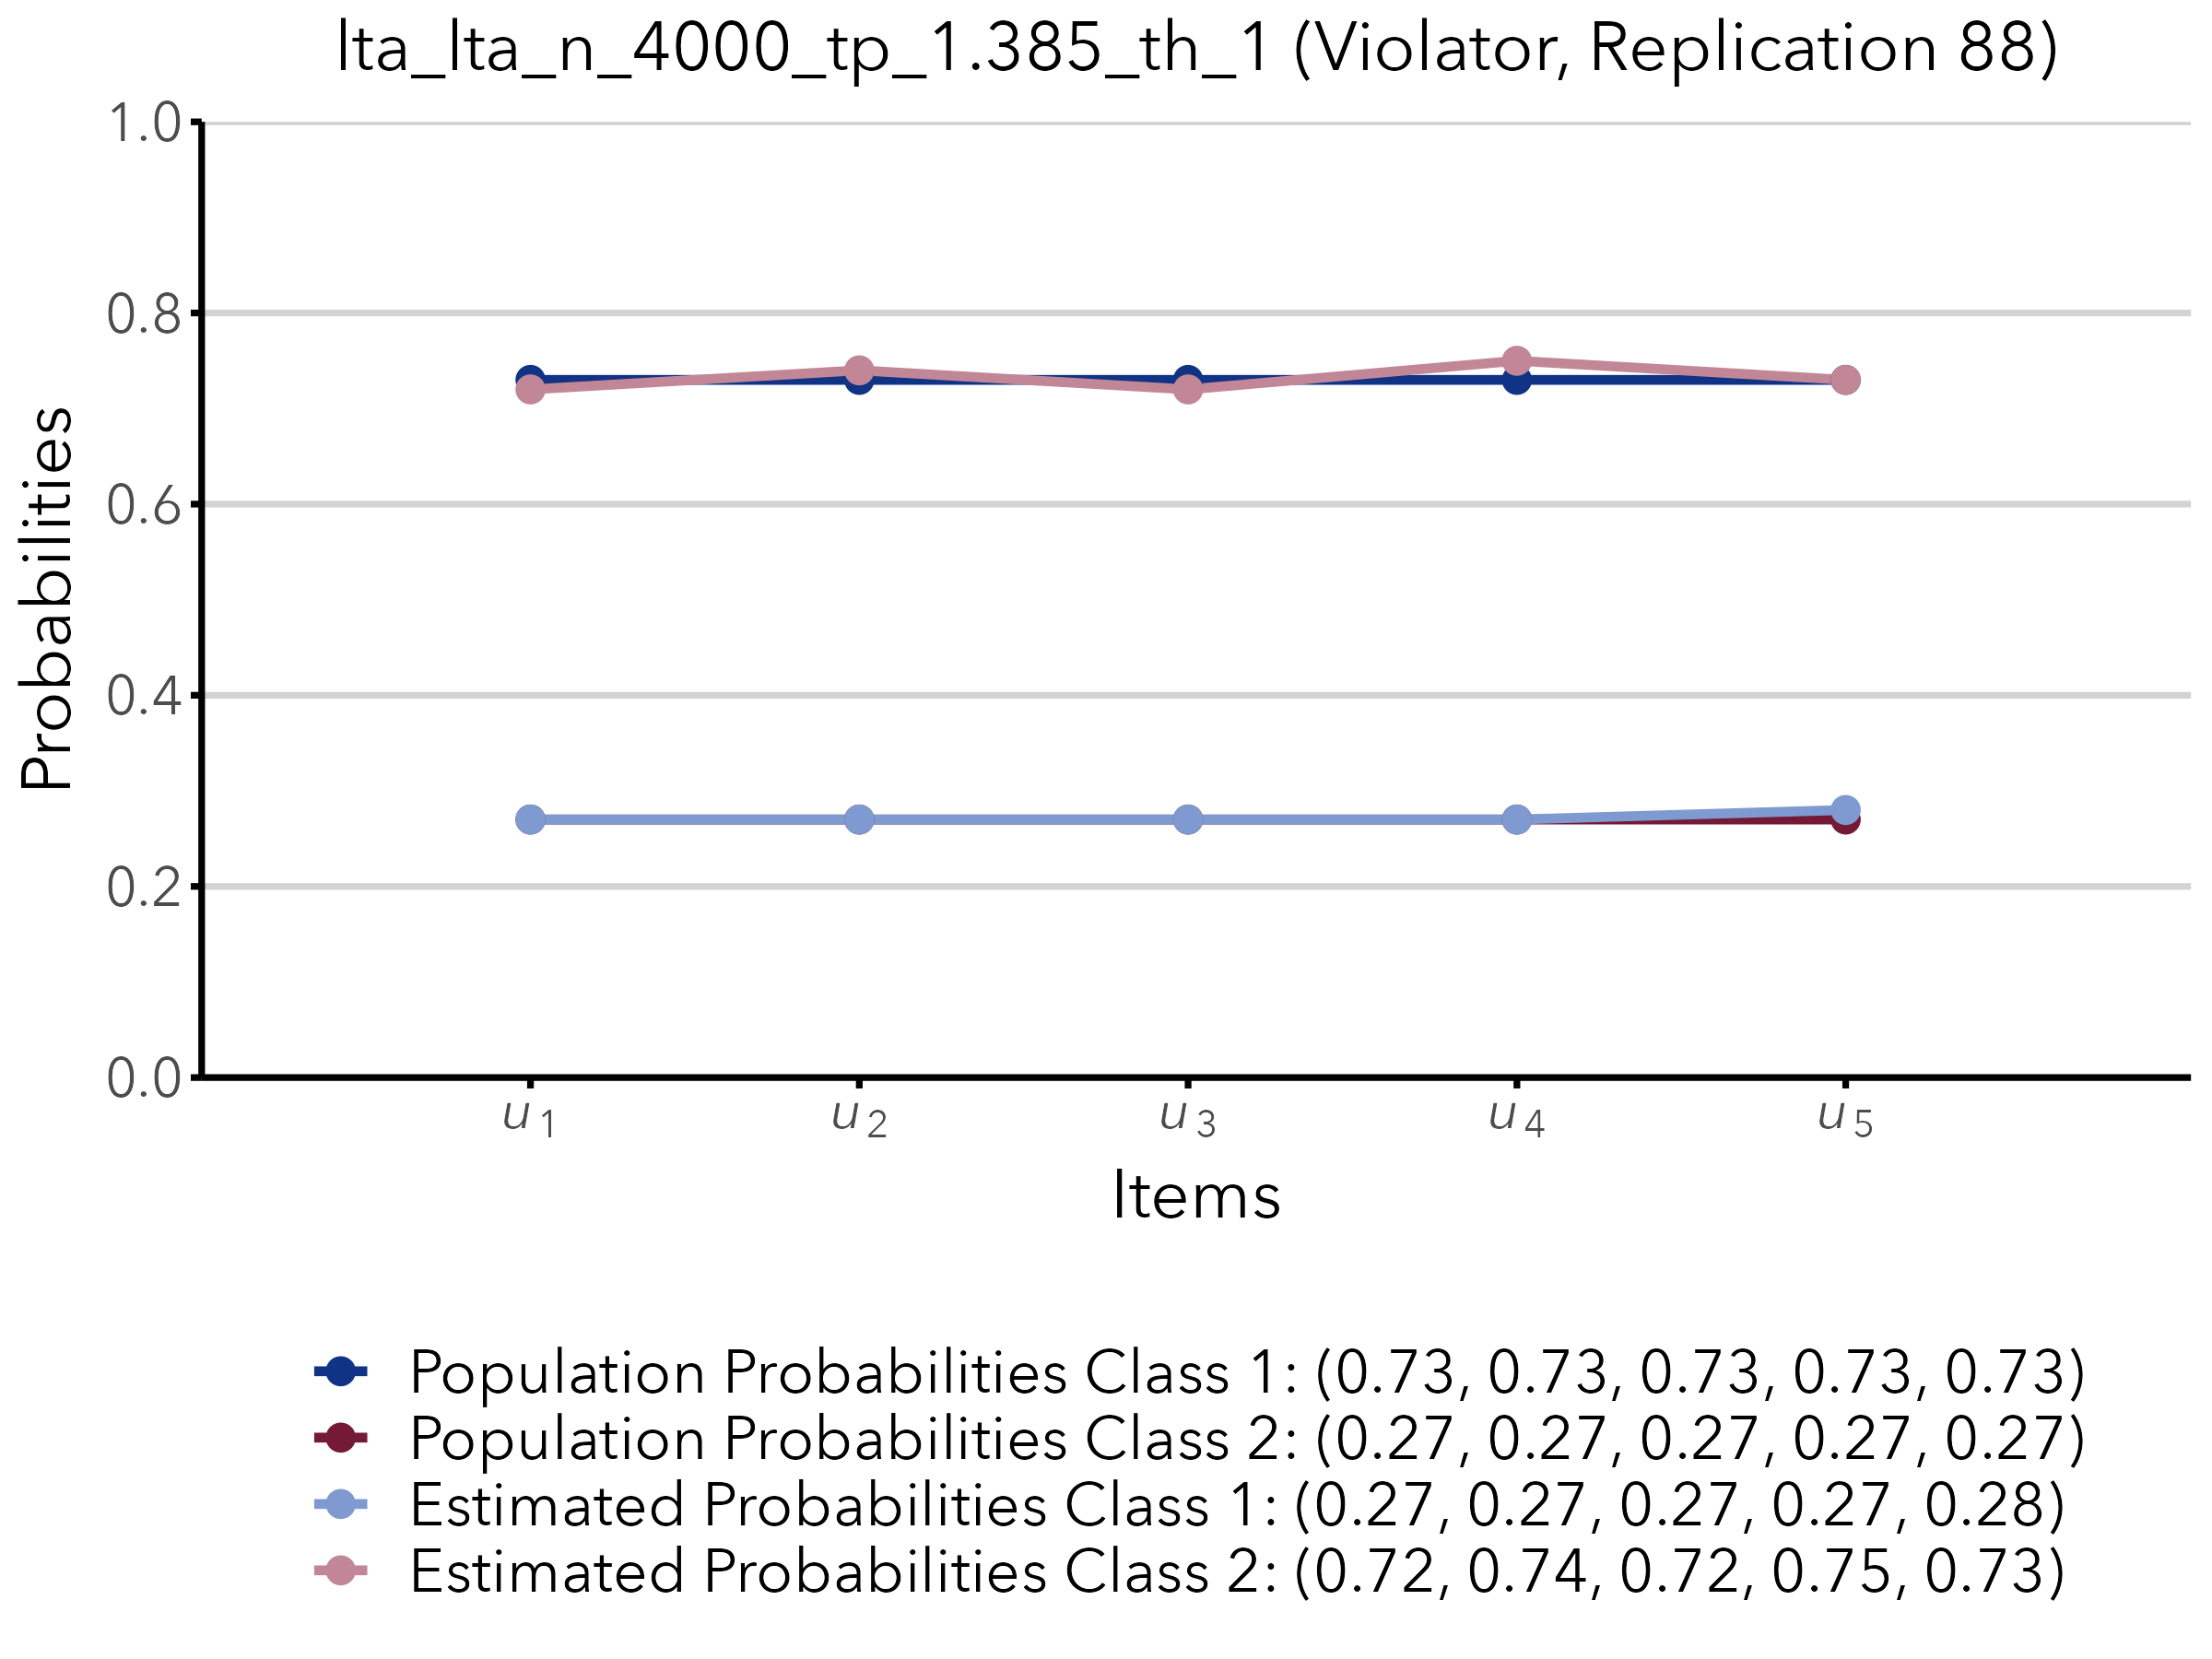 lta_lta_n_4000_tp_1.385_th_1 (Violator, Replication 88)
1.0
0.8
0.6
0.4
0.2
0.0
Probabilities
u1
u2
u3
u4
u5
Items
Population Probabilities Class 1: (0.73, 0.73, 0.73, 0.73, 0.73)
Population Probabilities Class 2: (0.27, 0.27, 0.27, 0.27, 0.27)
Estimated Probabilities Class 1: (0.27, 0.27, 0.27, 0.27, 0.28)
Estimated Probabilities Class 2: (0.72, 0.74, 0.72, 0.75, 0.73)